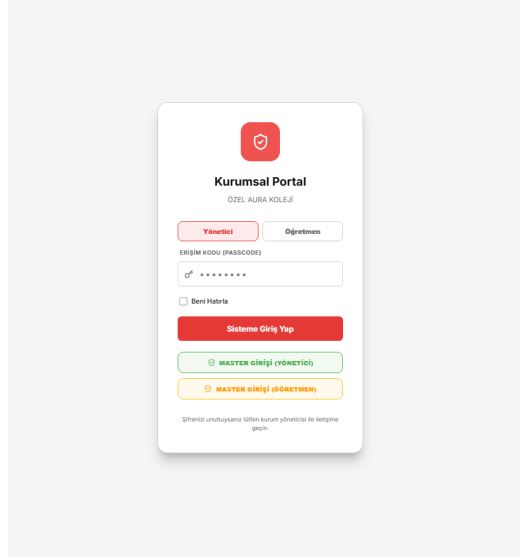 Kurumsal Portal
ÖZEL AURA KOLEJİ
Yönetici
Öğretmen
ERİŞİM KODU (PASSCODE)
Beni Hatırla
Sisteme Giriş Yap
MASTER GİRİŞİ (YÖNETİCİ)
MASTER GİRİŞİ (ÖĞRETMEN)
Şifrenizi unuttuysanız lütfen kurum yöneticisi ile iletişime
geçin.